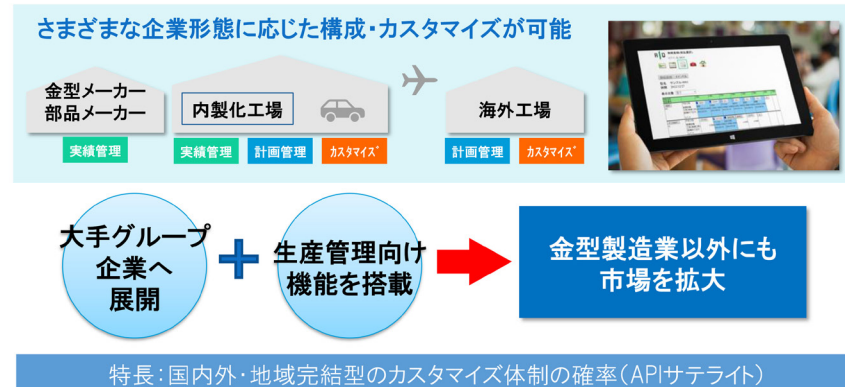 さまざまな企業形態に応じた構成・カスタマイズが可能
金型メーカー
部品メーカー
内製化工場
海外工場
実績管理
実績管理
計画管理
カスタマイズ
計画管理
カスタマイズ
大手グループ
企業へ
展開
生産管理向け
機能を搭載
金型製造業以外にも
市場を拡大
特長：国内外・地域完結型のカスタマイズ体制の確率（APIサテライト）